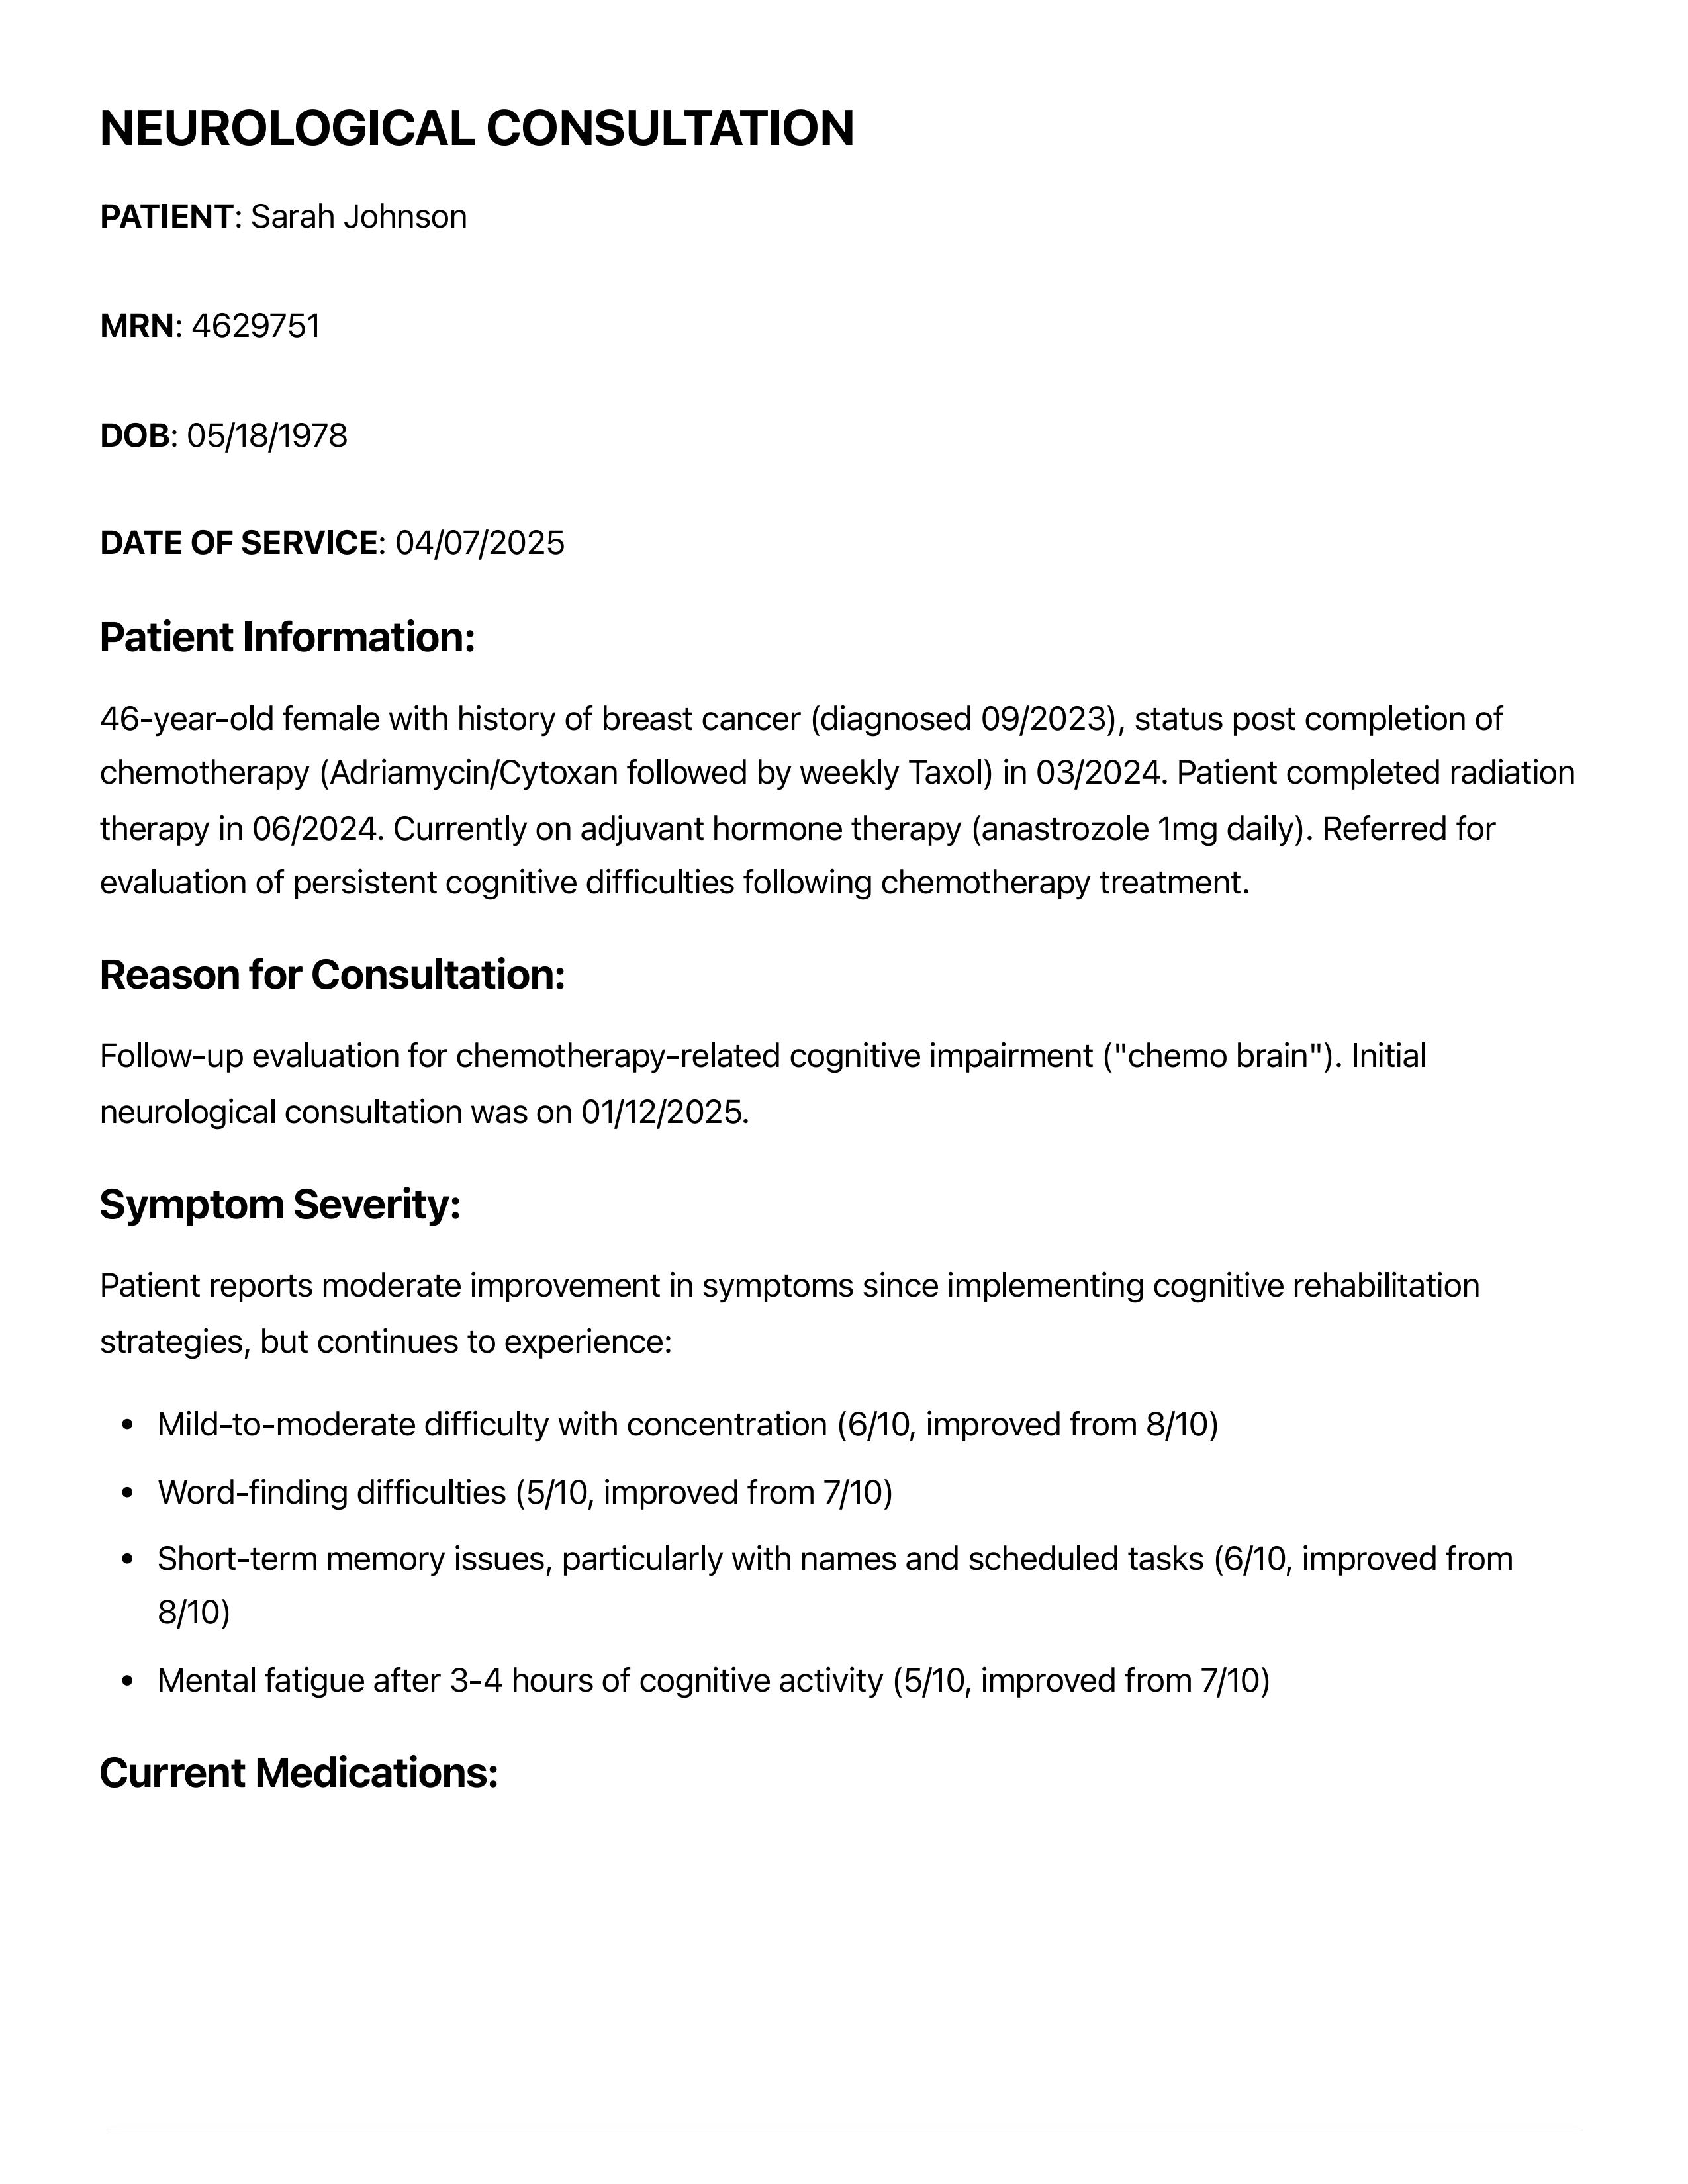 NEUROLOGICAL CONSULTATION
PATIENT: Sarah Johnson
MRN: 4629751
DOB: 05/18/1978
DATE OF SERVICE: 04/07/2025
Patient Information:
46-year-old female with history of breast cancer (diagnosed 09/2023), status post completion of
chemotherapy (Adriamycin/Cytoxan followed by weekly Taxol) in 03/2024. Patient completed radiation
therapy in 06/2024. Currently on adjuvant hormone therapy (anastrozole 1mg daily). Referred for
evaluation of persistent cognitive difficulties following chemotherapy treatment.
Reason for Consultation:
Follow-up evaluation for chemotherapy-related cognitive impairment ("chemo brain"). Initial
neurological consultation was on 01/12/2025.
Symptom Severity:
Patient reports moderate improvement in symptoms since implementing cognitive rehabilitation
strategies, but continues to experience:
• Mild-to-moderate difficulty with concentration (6/10, improved from 8/10)
• Word-finding difficulties (5/10, improved from 7/10)
• Short-term memory issues, particularly with names and scheduled tasks (6/10, improved from
8/10)
• Mental fatigue after 3-4 hours of cognitive activity (5/10, improved from 7/10)
Current Medications: